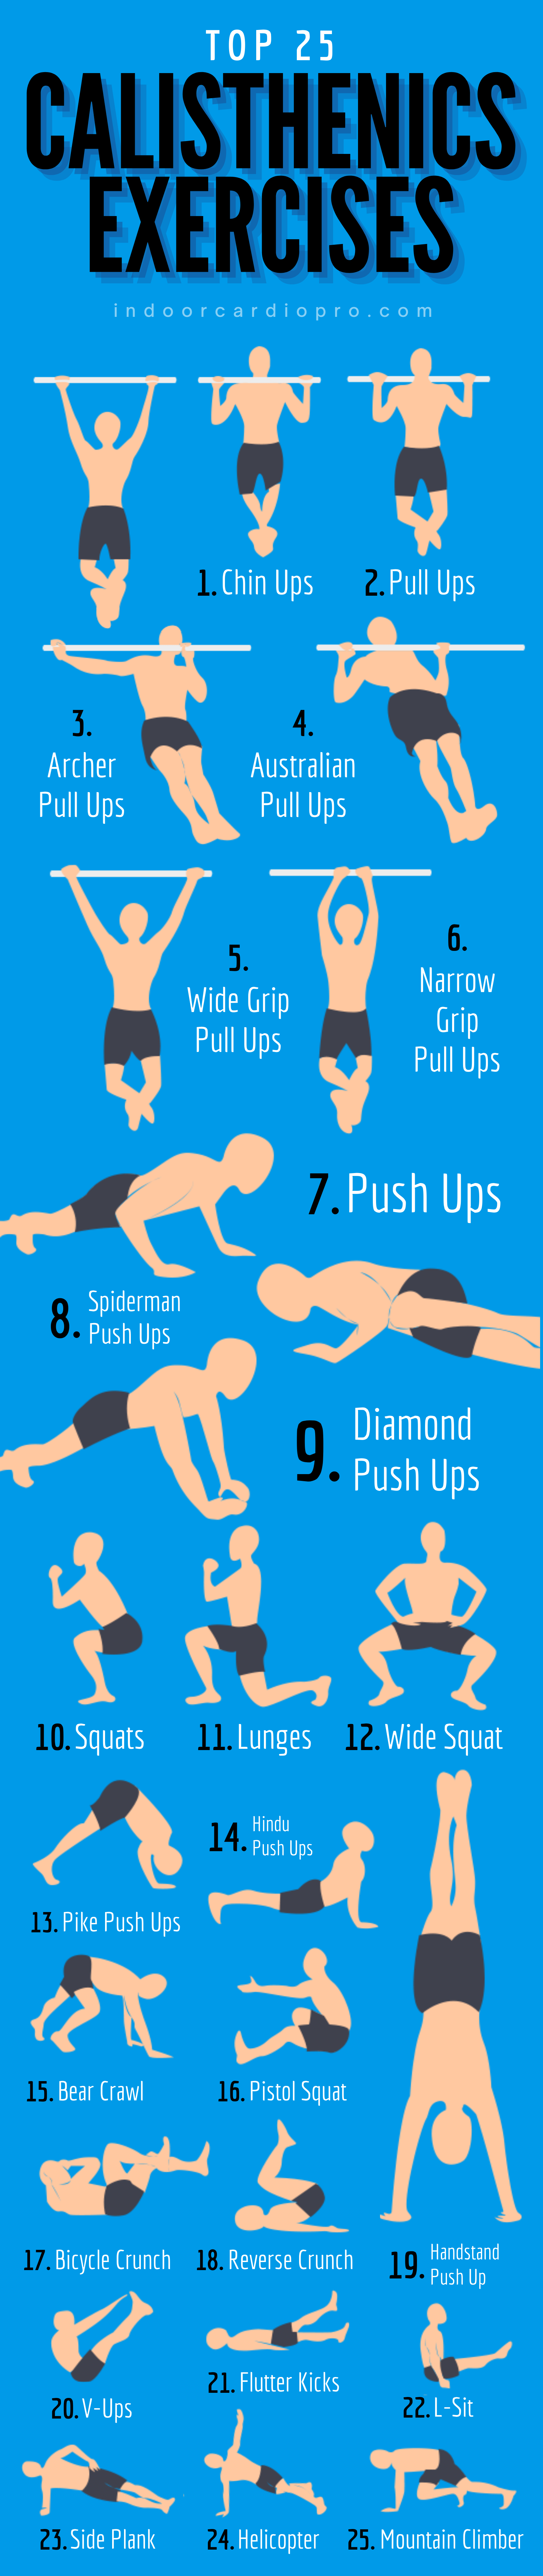 TOP 25
CALISTHENICS
EXERCISES
indoorcardiopro.com
1. Chin Ups
2. Pull Ups
3.
Archer
Pull Ups
4.
Australian
Pull Ups
5.
Wide Grip
Pull Ups
6.
Narrow
Grip
Pull Ups
7. Push Ups
8. Spiderman
Push Ups
9. Diamond
Push Ups
10. Squats
11. Lunges
12. Wide Squat
13. Pike Push Ups
14. Hindu
Push Ups
15. Bear Crawl
16. Pistol Squat
17. Bicycle Crunch
18. Reverse Crunch
19. Handstand
Push Up
20. V-Ups
21. Flutter Kicks
22. L-Sit
23. Side Plank
24. Helicopter
25. Mountain Climber